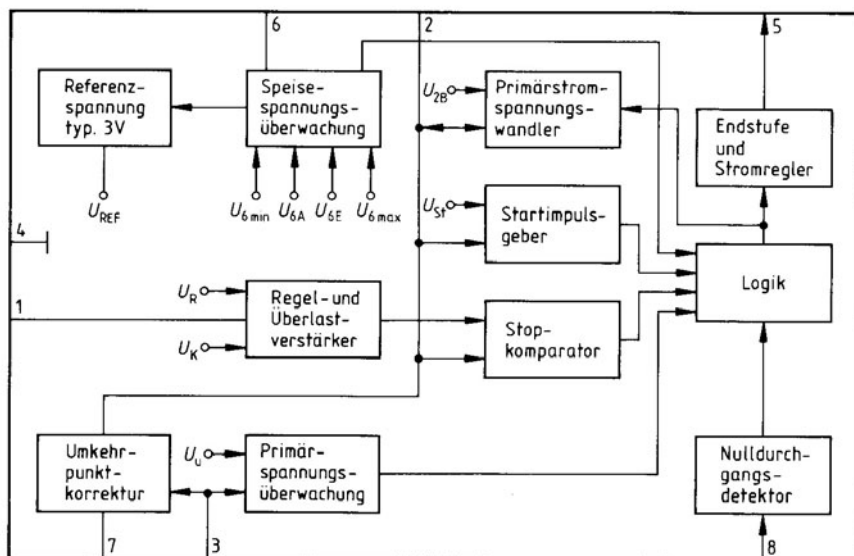 6
2
5
Referenz-
spannung
typ. 3V
Speise-
spannungs-
überwachung
U2B
Primärstrom-
spannungs-
wandler
Endstufe
und
Stromregler
UREF
U6min
U6A
U6E
U6max
USt
Startimpuls-
geber
4
Logik
1
UR
UK
Regel- und
Überlast-
verstärker
Stop-
komparator
Umkehr-
punkt-
korrektur
Uu
Primär-
spannungs-
überwachung
Nulldurch-
gangs-
detektor
7
3
8